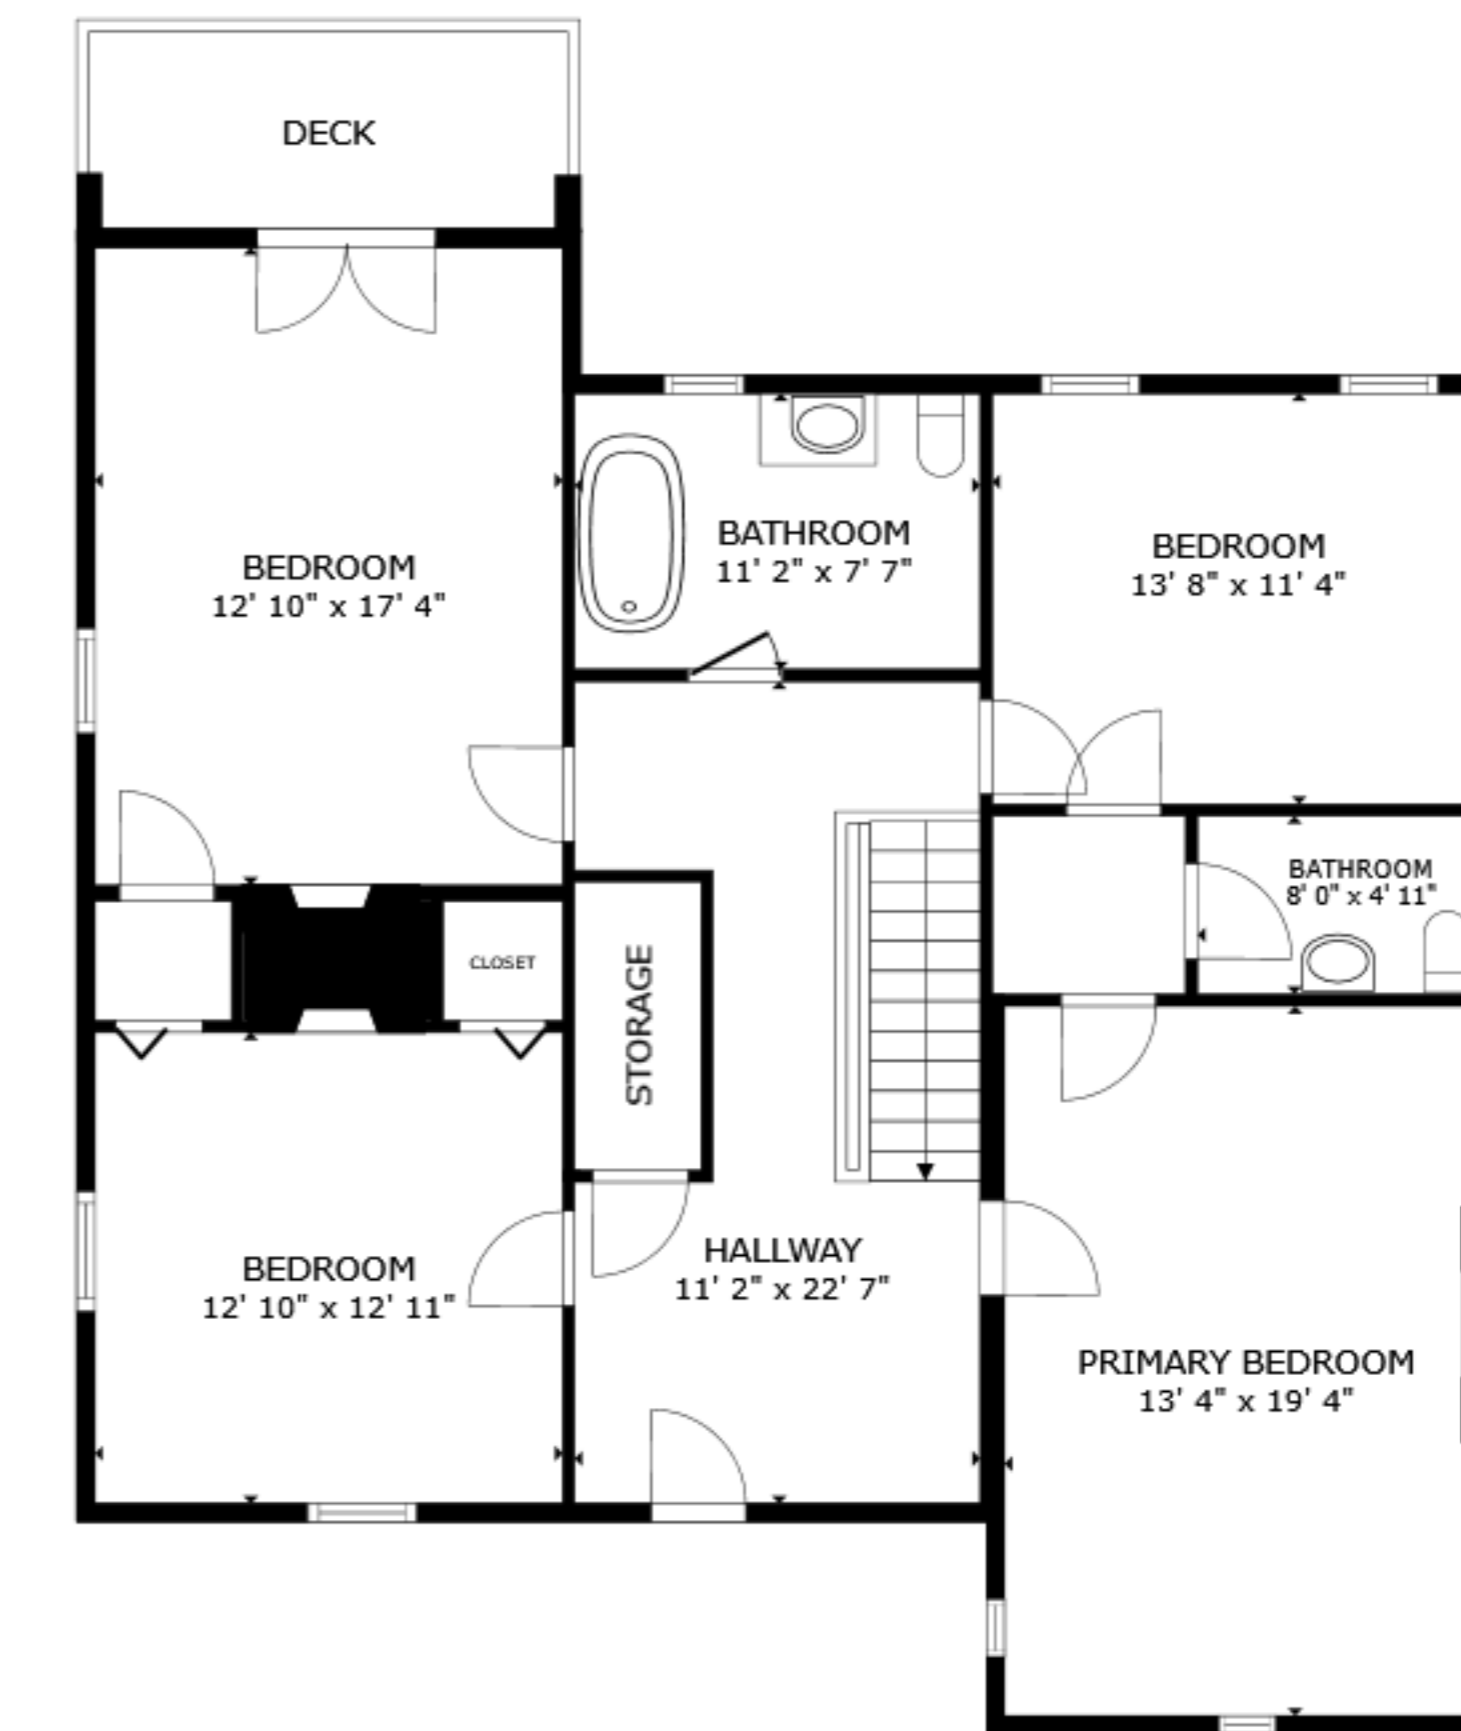 DECK
BEDROOM
12' 10" x 17' 4"
BATHROOM
11' 2" x 7' 7"
BEDROOM
13' 8" x 11' 4"
BATHROOM
8' 0" x 4' 11"
CLOSET
STORAGE
HALLWAY
11' 2" x 22' 7"
BEDROOM
12' 10" x 12' 11"
PRIMARY BEDROOM
13' 4" x 19' 4"